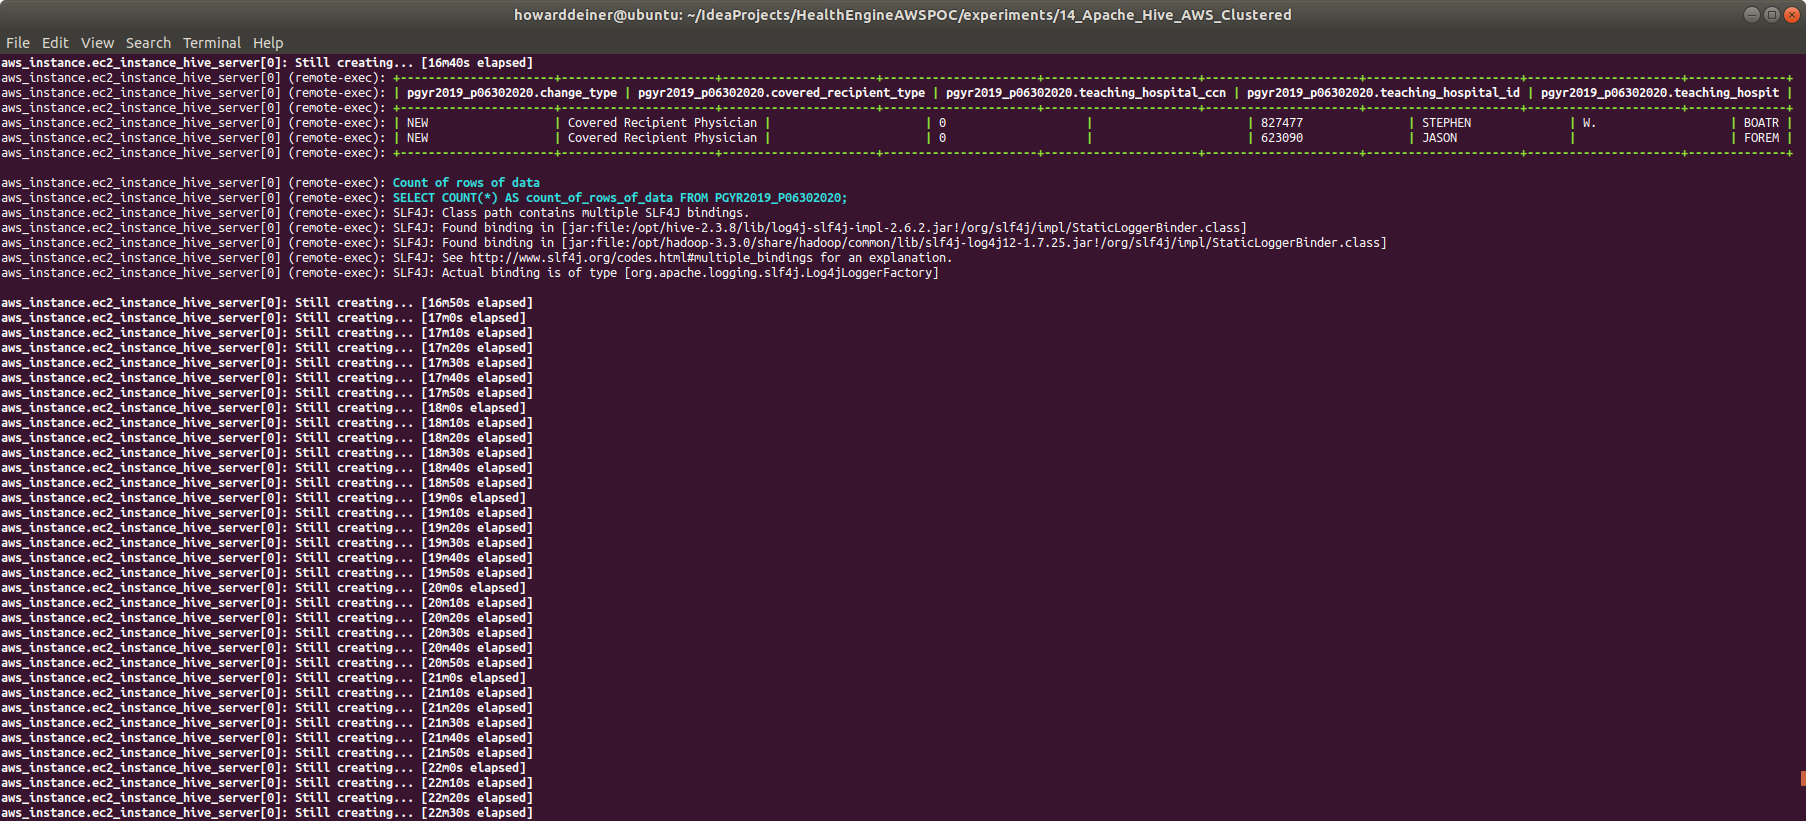 howarddeiner@ubuntu: ~/IdeaProjects/HealthEngineAWSPOC/experiments/14_Apache_Hive_AWS_Clustered
File Edit View Search Terminal Help
aws_instance.ec2_instance_hive_server[0]: Still creating... [16m40s elapsed]
aws_instance.ec2_instance_hive_server[0] (remote-exec): +----------------------+----------------------+----------------------+----------------------+----------------------+----------------------+----------------------+----------------------+--------------+
aws_instance.ec2_instance_hive_server[0] (remote-exec): | pgyr2019_p06302020.change_type | pgyr2019_p06302020.covered_recipient_type | pgyr2019_p06302020.teaching_hospital_ccn | pgyr2019_p06302020.teaching_hospital_id | pgyr2019_p06302020.teaching_hospit |
aws_instance.ec2_instance_hive_server[0] (remote-exec): +----------------------+----------------------+----------------------+----------------------+----------------------+----------------------+----------------------+----------------------+--------------+
aws_instance.ec2_instance_hive_server[0] (remote-exec): | NEW | Covered Recipient Physician | | 0 | | 827477 | STEPHEN | W. | BOATR |
aws_instance.ec2_instance_hive_server[0] (remote-exec): | NEW | Covered Recipient Physician | | 0 | | 623090 | JASON | | FOREM |
aws_instance.ec2_instance_hive_server[0] (remote-exec): +----------------------+----------------------+----------------------+----------------------+----------------------+----------------------+----------------------+----------------------+--------------+
aws_instance.ec2_instance_hive_server[0] (remote-exec): Count of rows of data
aws_instance.ec2_instance_hive_server[0] (remote-exec): SELECT COUNT(*) AS count_of_rows_of_data FROM PGYR2019_P06302020;
aws_instance.ec2_instance_hive_server[0] (remote-exec): SLF4J: Class path contains multiple SLF4J bindings.
aws_instance.ec2_instance_hive_server[0] (remote-exec): SLF4J: Found binding in [jar:file:/opt/hive-2.3.8/lib/log4j-slf4j-impl-2.6.2.jar!/org/slf4j/impl/StaticLoggerBinder.class]
aws_instance.ec2_instance_hive_server[0] (remote-exec): SLF4J: Found binding in [jar:file:/opt/hadoop-3.3.0/share/hadoop/common/lib/slf4j-log4j12-1.7.25.jar!/org/slf4j/impl/StaticLoggerBinder.class]
aws_instance.ec2_instance_hive_server[0] (remote-exec): SLF4J: See http://www.slf4j.org/codes.html#multiple_bindings for an explanation.
aws_instance.ec2_instance_hive_server[0] (remote-exec): SLF4J: Actual binding is of type [org.apache.logging.slf4j.Log4jLoggerFactory]
aws_instance.ec2_instance_hive_server[0]: Still creating... [16m50s elapsed]
aws_instance.ec2_instance_hive_server[0]: Still creating... [17m0s elapsed]
aws_instance.ec2_instance_hive_server[0]: Still creating... [17m10s elapsed]
aws_instance.ec2_instance_hive_server[0]: Still creating... [17m20s elapsed]
aws_instance.ec2_instance_hive_server[0]: Still creating... [17m30s elapsed]
aws_instance.ec2_instance_hive_server[0]: Still creating... [17m40s elapsed]
aws_instance.ec2_instance_hive_server[0]: Still creating... [17m50s elapsed]
aws_instance.ec2_instance_hive_server[0]: Still creating... [18m0s elapsed]
aws_instance.ec2_instance_hive_server[0]: Still creating... [18m10s elapsed]
aws_instance.ec2_instance_hive_server[0]: Still creating... [18m20s elapsed]
aws_instance.ec2_instance_hive_server[0]: Still creating... [18m30s elapsed]
aws_instance.ec2_instance_hive_server[0]: Still creating... [18m40s elapsed]
aws_instance.ec2_instance_hive_server[0]: Still creating... [18m50s elapsed]
aws_instance.ec2_instance_hive_server[0]: Still creating... [19m0s elapsed]
aws_instance.ec2_instance_hive_server[0]: Still creating... [19m10s elapsed]
aws_instance.ec2_instance_hive_server[0]: Still creating... [19m20s elapsed]
aws_instance.ec2_instance_hive_server[0]: Still creating... [19m30s elapsed]
aws_instance.ec2_instance_hive_server[0]: Still creating... [19m40s elapsed]
aws_instance.ec2_instance_hive_server[0]: Still creating... [19m50s elapsed]
aws_instance.ec2_instance_hive_server[0]: Still creating... [20m0s elapsed]
aws_instance.ec2_instance_hive_server[0]: Still creating... [20m10s elapsed]
aws_instance.ec2_instance_hive_server[0]: Still creating... [20m20s elapsed]
aws_instance.ec2_instance_hive_server[0]: Still creating... [20m30s elapsed]
aws_instance.ec2_instance_hive_server[0]: Still creating... [20m40s elapsed]
aws_instance.ec2_instance_hive_server[0]: Still creating... [20m50s elapsed]
aws_instance.ec2_instance_hive_server[0]: Still creating... [21m0s elapsed]
aws_instance.ec2_instance_hive_server[0]: Still creating... [21m10s elapsed]
aws_instance.ec2_instance_hive_server[0]: Still creating... [21m20s elapsed]
aws_instance.ec2_instance_hive_server[0]: Still creating... [21m30s elapsed]
aws_instance.ec2_instance_hive_server[0]: Still creating... [21m40s elapsed]
aws_instance.ec2_instance_hive_server[0]: Still creating... [21m50s elapsed]
aws_instance.ec2_instance_hive_server[0]: Still creating... [22m0s elapsed]
aws_instance.ec2_instance_hive_server[0]: Still creating... [22m10s elapsed]
aws_instance.ec2_instance_hive_server[0]: Still creating... [22m20s elapsed]
aws_instance.ec2_instance_hive_server[0]: Still creating... [22m30s elapsed]